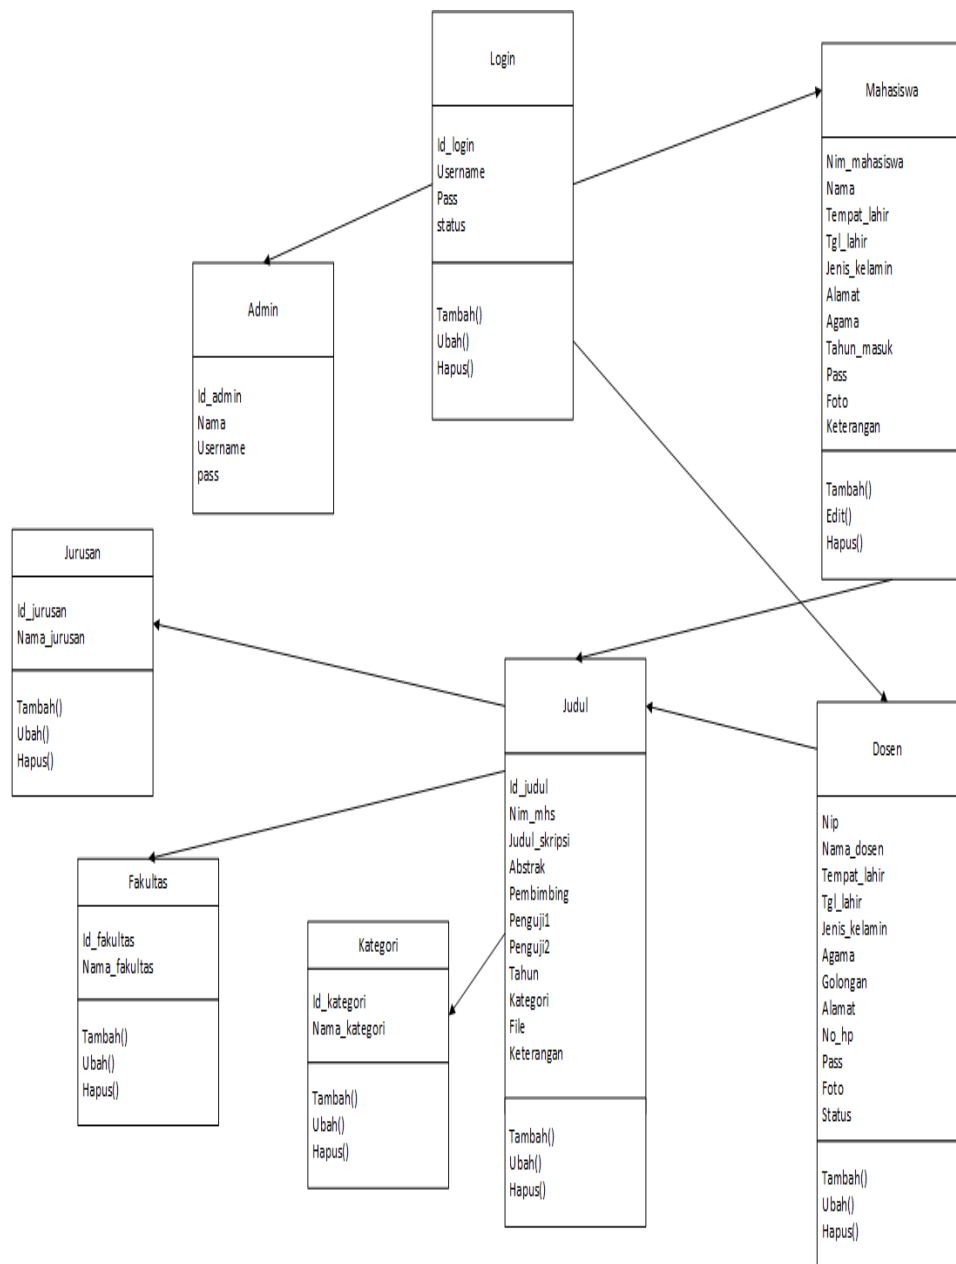 Login
Id_login
Username
Pass
status
Tambah()
Ubah()
Hapus()
Mahasiswa
Nim_mahasiswa
Nama
Tempat_lahir
Tgl_lahir
Jenis_kelamin
Alamat
Agama
Tahun_masuk
Pass
Foto
Keterangan
Tambah()
Edit()
Hapus()
Admin
Id_admin
Nama
Username
pass
Jurusan
Id_jurusan
Nama_jurusan
Tambah()
Ubah()
Hapus()
Judul
Id_judul
Nim_mhs
Judul_skripsi
Abstrak
Pembimbing
Penguji1
Penguji2
Tahun
Kategori
File
Keterangan
Tambah()
Ubah()
Hapus()
Dosen
Nip
Nama_dosen
Tempat_lahir
Tgl_lahir
Jenis_kelamin
Agama
Golongan
Alamat
No_hp
Pass
Foto
Status
Tambah()
Ubah()
Hapus()
Fakultas
Id_fakultas
Nama_fakultas
Tambah()
Ubah()
Hapus()
Kategori
Id_kategori
Nama_kategori
Tambah()
Ubah()
Hapus()